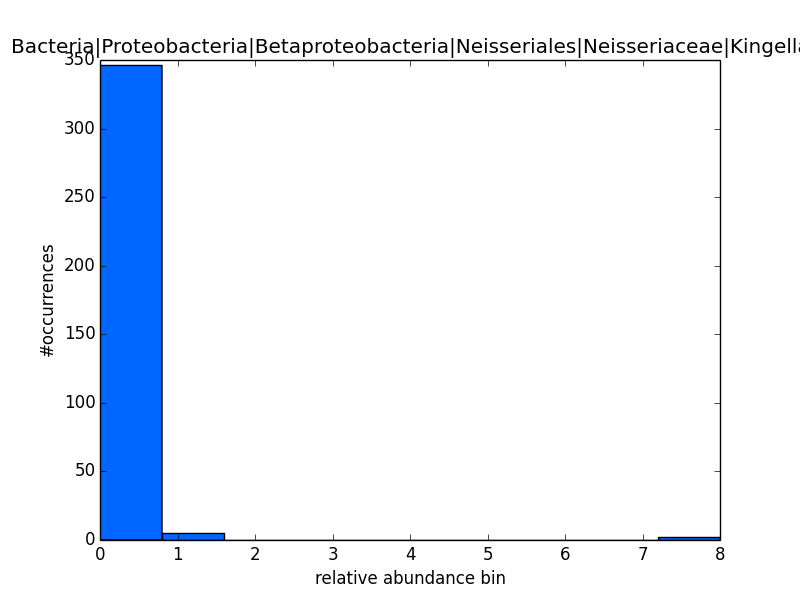 Bacteria|Proteobacteria|Betaproteobacteria|Neisseriales|Neisseriaceae|Kingella
350
300
250
200
150
100
50
0
#occurrences
0 1 2 3 4 5 6 7 8
relative abundance bin